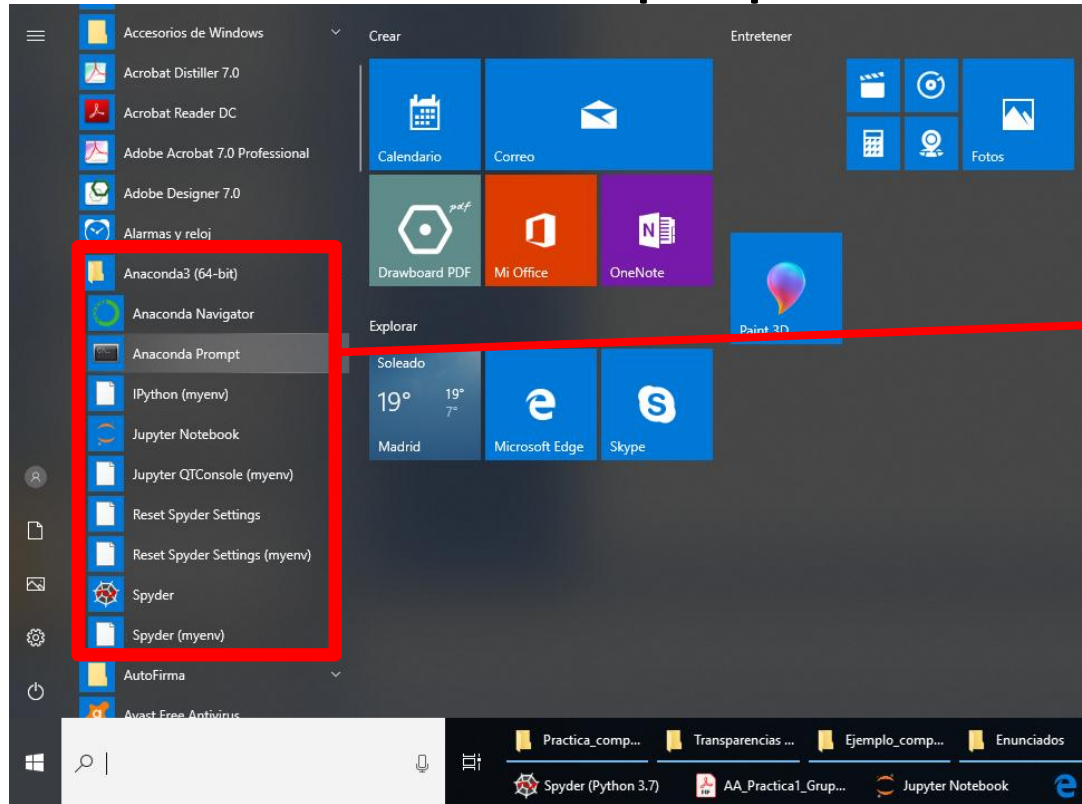 Accesorios de Windows
Acrobat Distiller 7.0
Acrobat Reader DC
Adobe Acrobat 7.0 Professional
Adobe Designer 7.0
Alarmas y reloj
Anaconda3 (64-bit)
Anaconda Navigator
Anaconda Prompt
IPython (myenv)
Jupyter Notebook
Jupyter QTConsole (myenv)
Reset Spyder Settings
Reset Spyder Settings (myenv)
Spyder
Spyder (myenv)
AutoFirma
Avast Free Antivirus
Crear
Calendario
Correo
pdf
Drawboard PDF
Mi Office
N
OneNote
Explorar
Soleado
19° 19°
7°
Madrid
Microsoft Edge
Skype
Entretener
Fotos
Paint 3D
Practica_comp...
Transparencias ...
Ejemplo_comp...
Enunciados
Spyder (Python 3.7)
AA_Practica1_Grup...
Jupyter Notebook